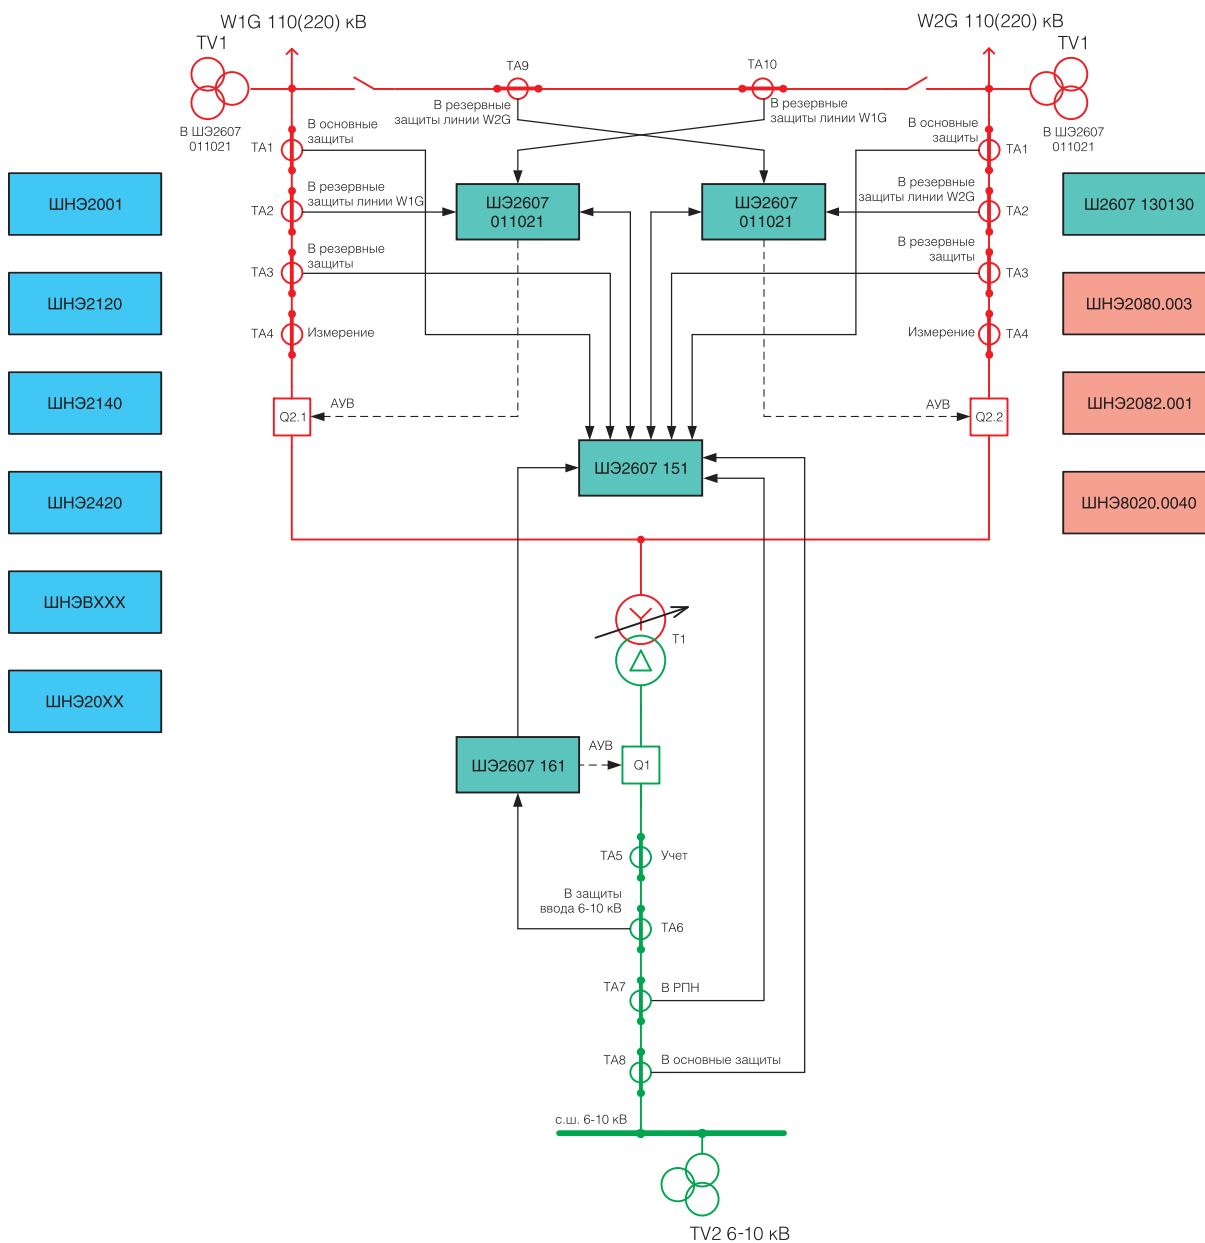 W1G 110(220) кВ
W2G 110(220) кВ
TV1
TV1
TA9
TA10
В резервные
защиты линии W2G
В резервные
защиты линии W1G
В ШЭ2607
011021
В ШЭ2607
011021
В основные
защиты
В основные
защиты
TA1
TA1
ШНЭ2001
В резервные
защиты линии W1G
TA2
ШЭ2607
011021
ШЭ2607
011021
В резервные
защиты линии W2G
TA2
Ш2607 130130
В резервные
защиты
TA3
В резервные
защиты
TA3
ШНЭ2120
ШНЭ2080.003
TA4
Измерение
Измерение
TA4
ШНЭ2140
Q2.1
АУВ
АУВ
Q2.2
ШНЭ2082.001
ШЭ2607 151
ШНЭ2420
ШНЭ8020.0040
ШНЭВХХХ
T1
ШНЭ20ХХ
ШЭ2607 161
АУВ
Q1
TA5
Учет
В защиты
ввода 6-10 кВ
TA6
TA7
В РПН
TA8
В основные защиты
с.ш. 6-10 кВ
TV2 6-10 кВ